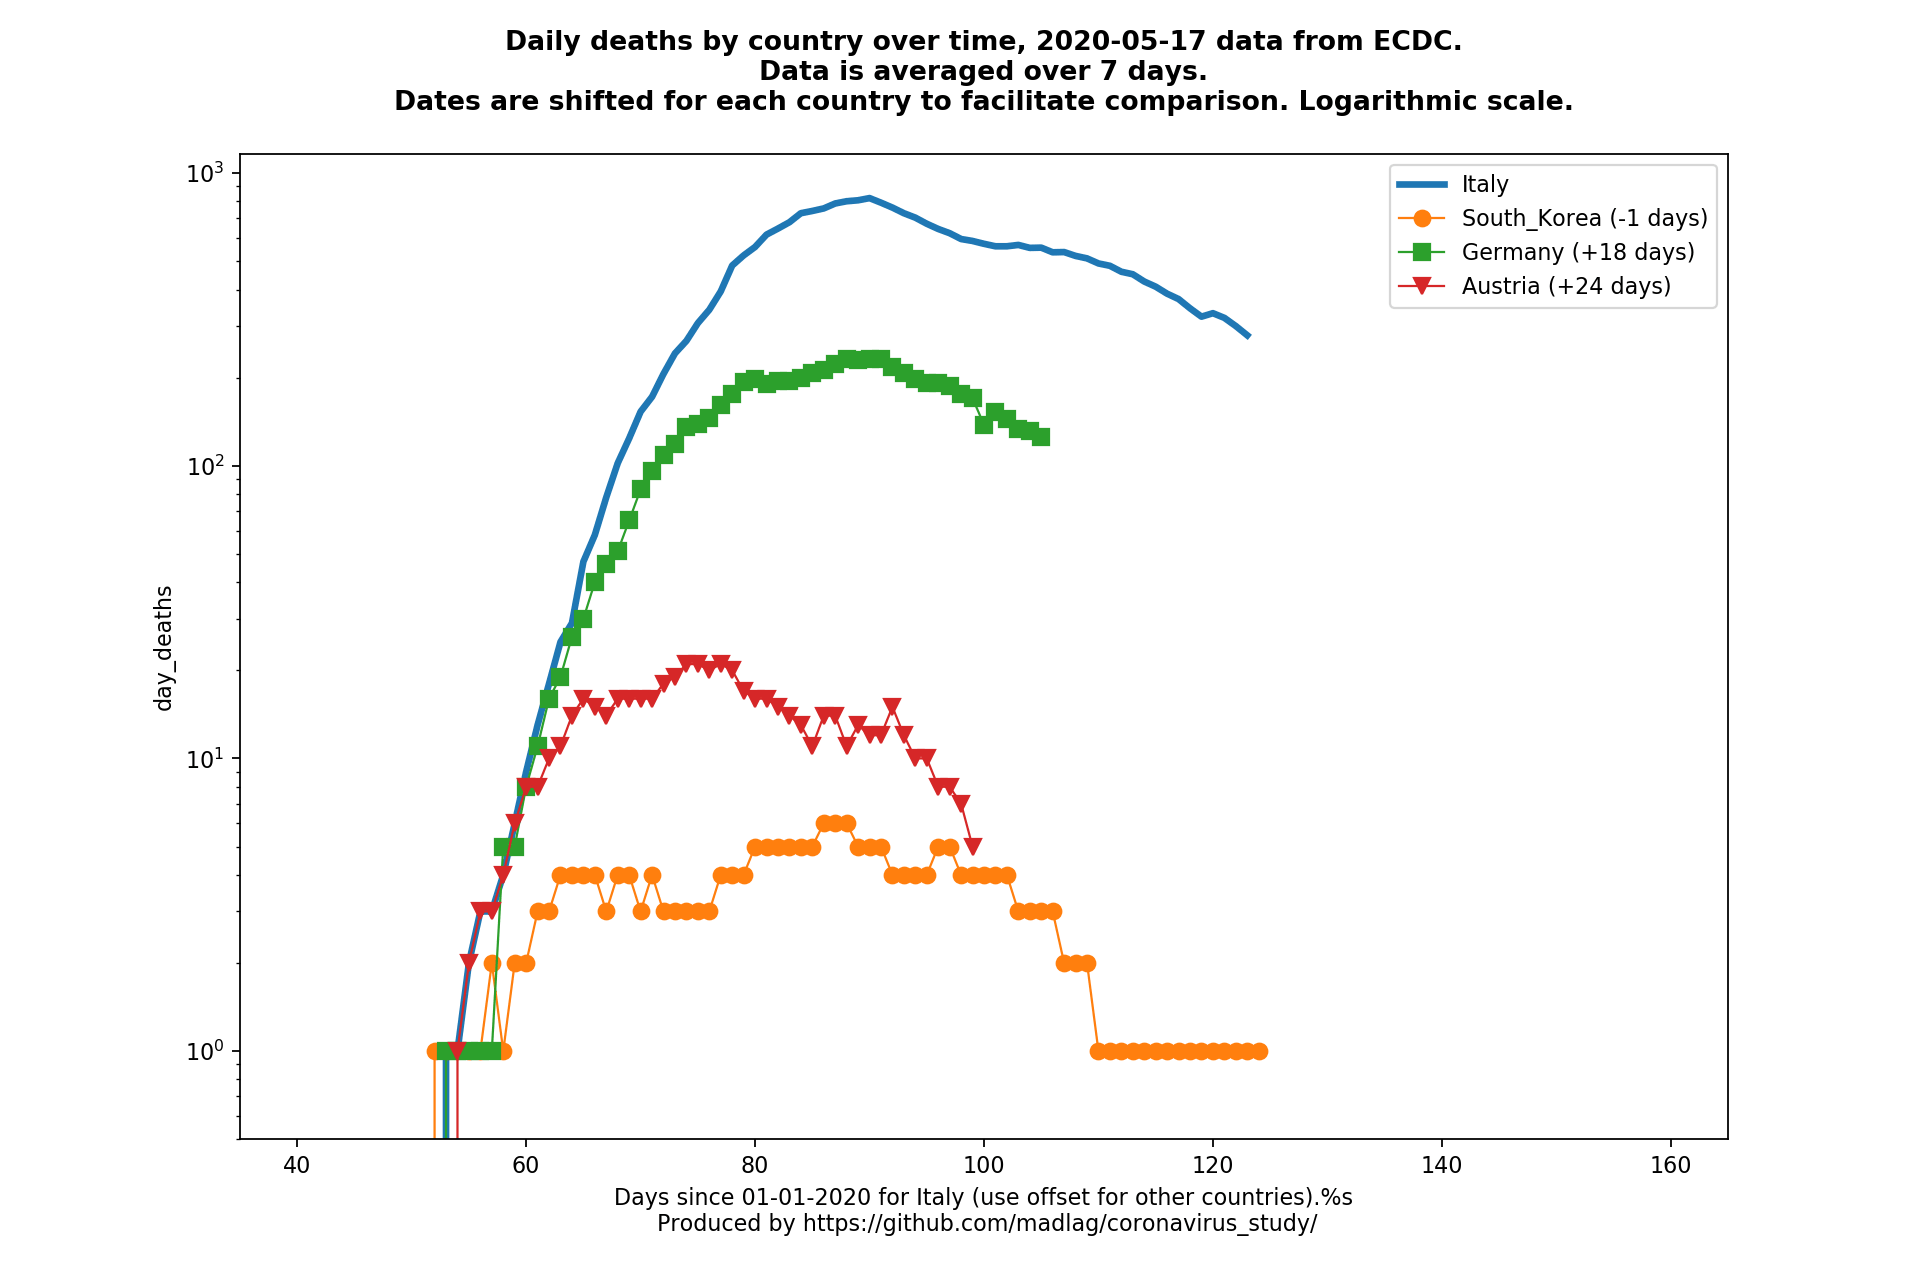 Daily deaths by country over time, 2020-05-17 data from ECDC.
Data is averaged over 7 days.
Dates are shifted for each country to facilitate comparison. Logarithmic scale.
10³
10²
10¹
10⁰
day_deaths
Italy
South_Korea (-1 days)
Germany (+18 days)
Austria (+24 days)
40 60 80 100 120 140 160
Days since 01-01-2020 for Italy (use offset for other countries).%s
Produced by https://github.com/madlag/coronavirus_study/